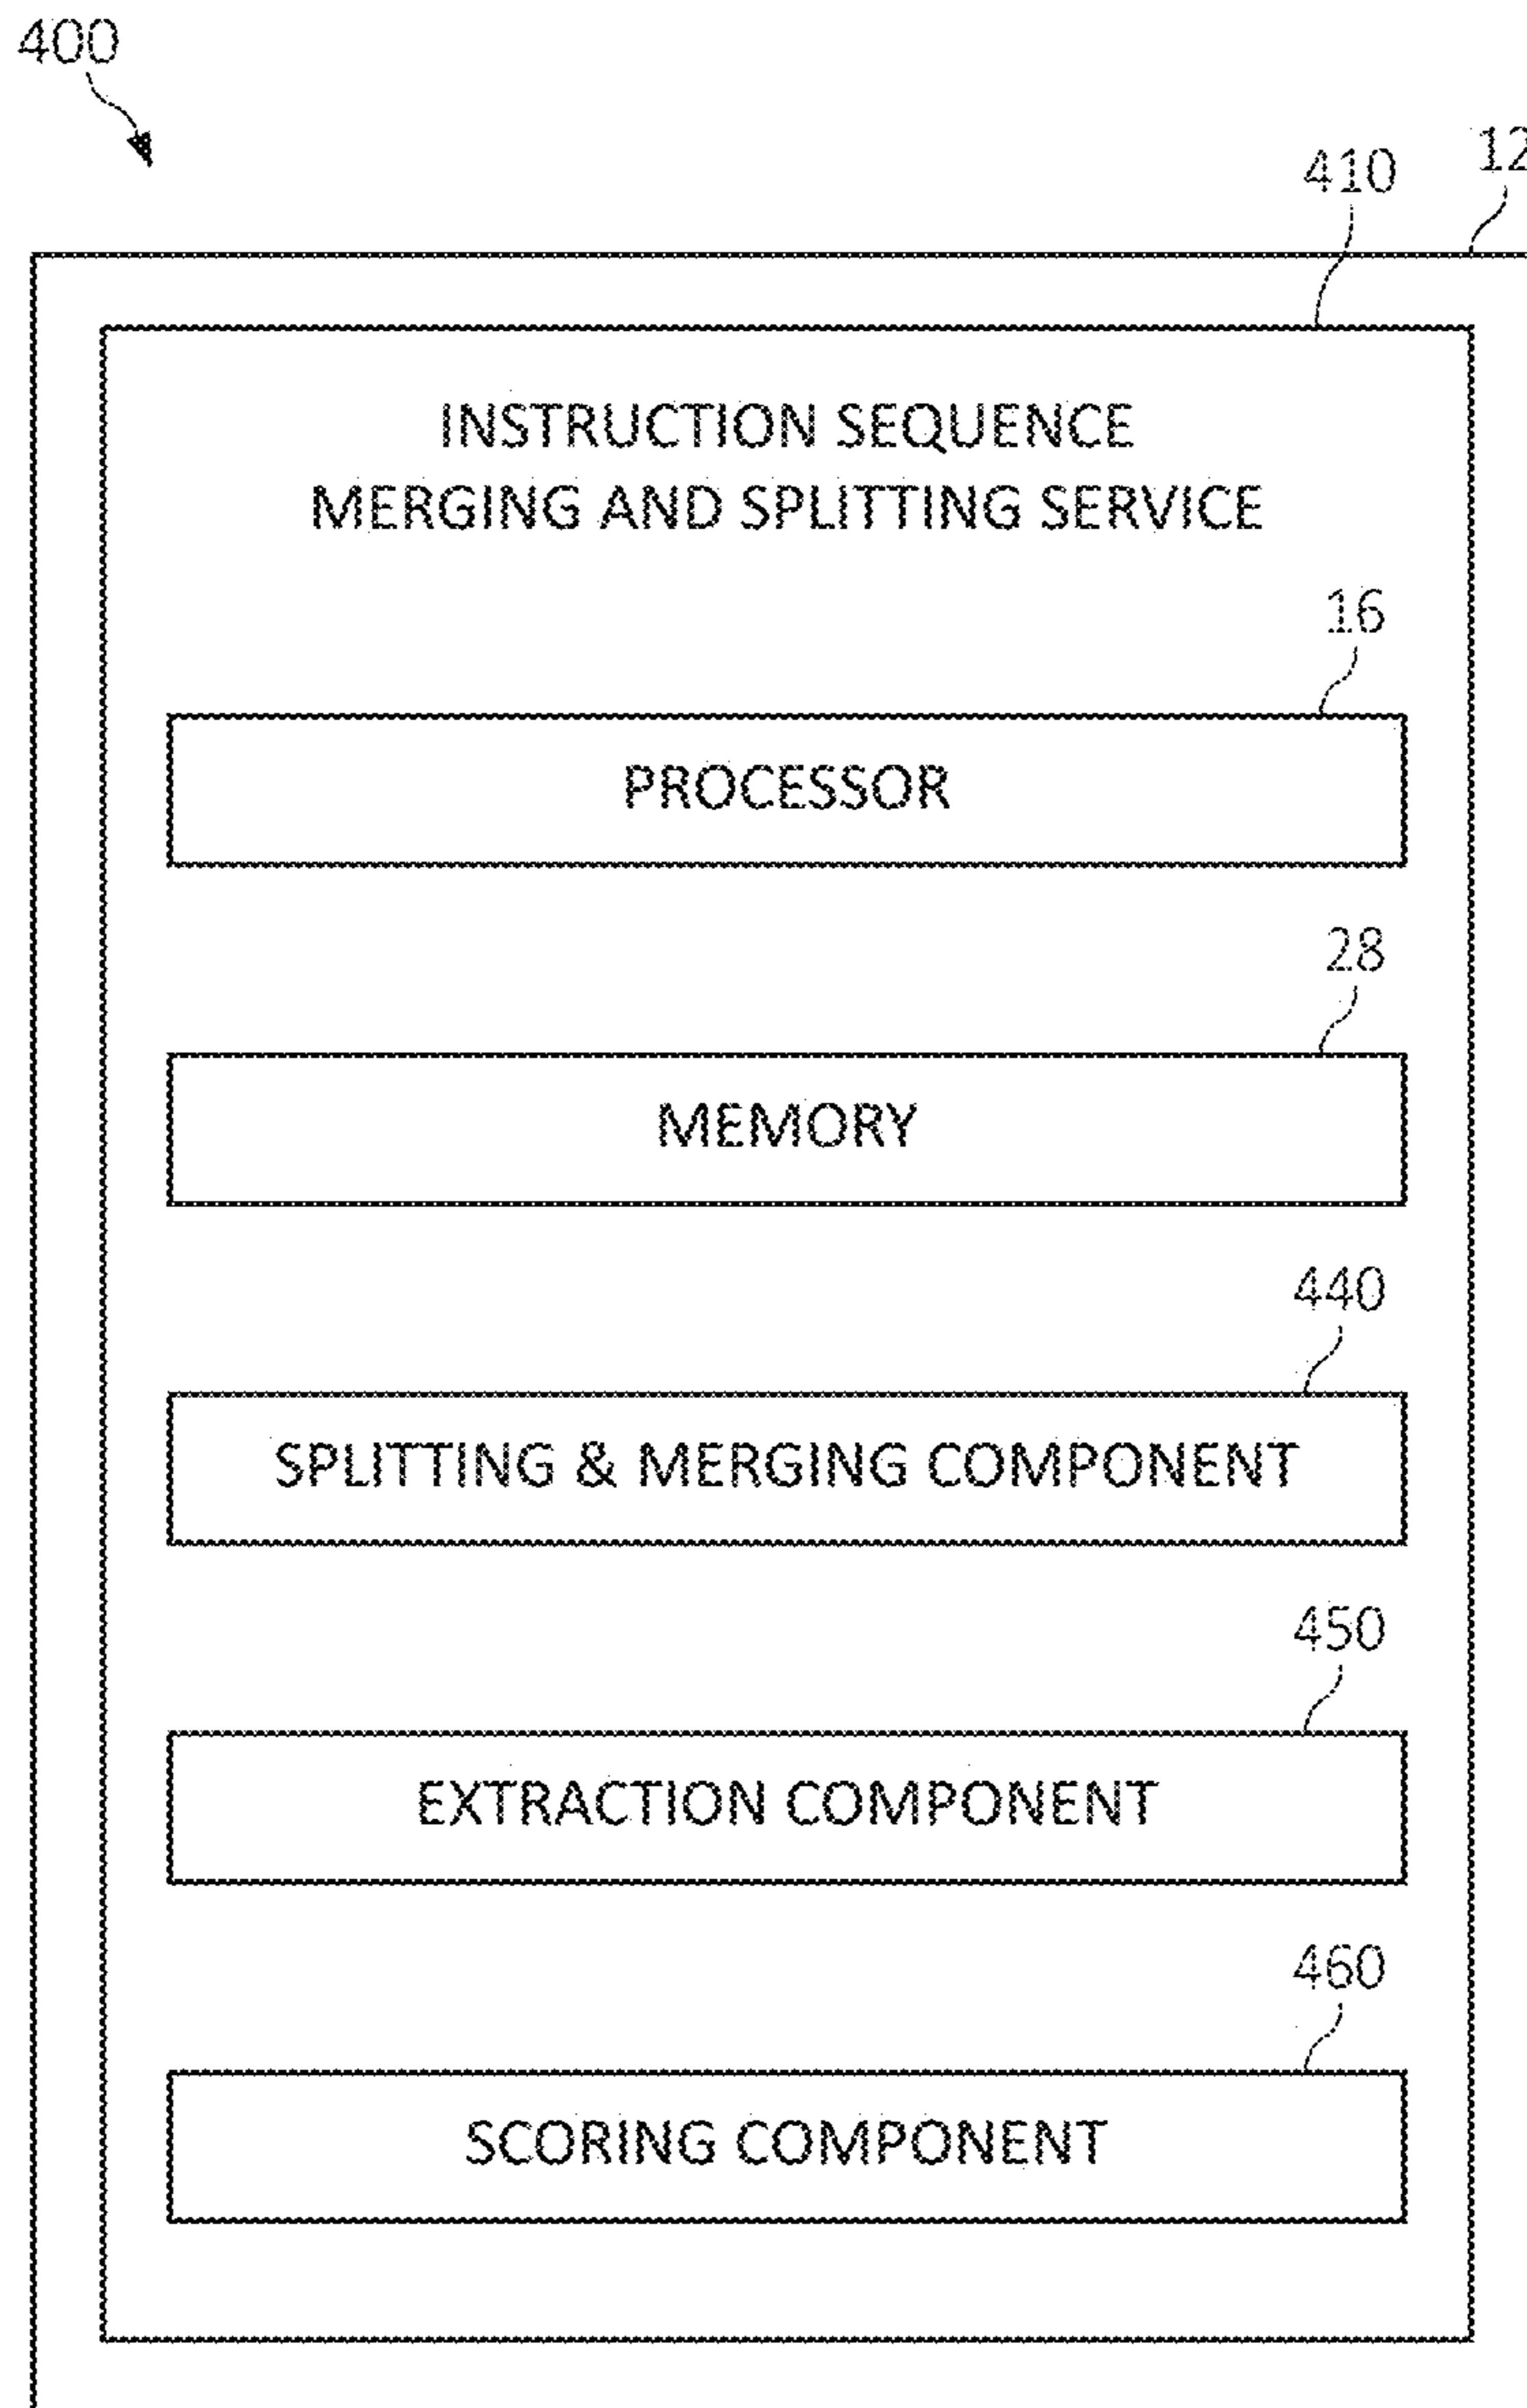 400
12
410
INSTRUCTION SEQUENCE
MERGING AND SPLITTING SERVICE
16
PROCESSOR
28
MEMORY
440
SPLITTING & MERGING COMPONENT
450
EXTRACTION COMPONENT
460
SCORING COMPONENT